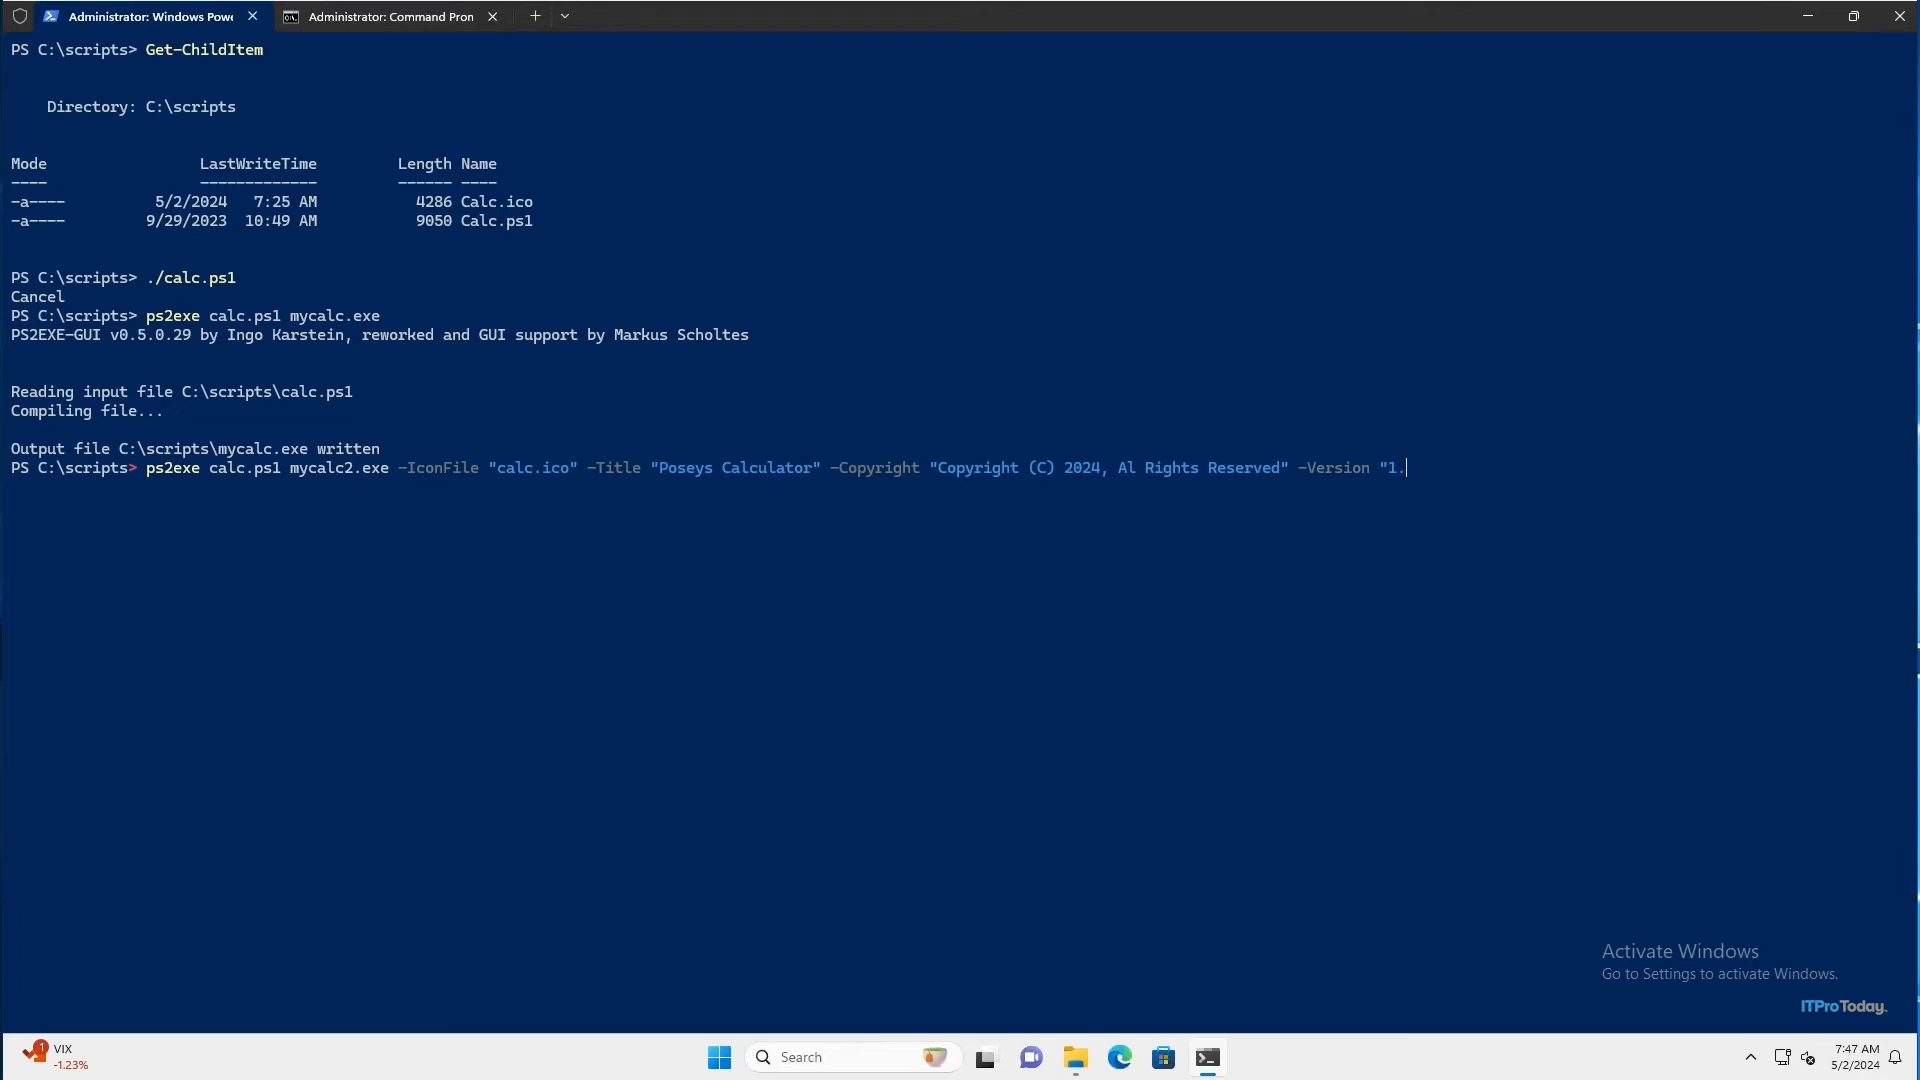 Administrator: Windows Powe
Administrator: Command Pron
PS C:\scripts> Get-ChildItem
Directory: C:\scripts
Mode LastWriteTime Length Name
---- ------------- ------ ----
-a---- 5/2/2024 7:25 AM 4286 Calc.ico
-a---- 9/29/2023 10:49 AM 9050 Calc.ps1
PS C:\scripts> ./calc.ps1
Cancel
PS C:\scripts> ps2exe calc.ps1 mycalc.exe
PS2EXE-GUI v0.5.0.29 by Ingo Karstein, reworked and GUI support by Markus Scholtes
Reading input file C:\scripts\calc.ps1
Compiling file...
Output file C:\scripts\mycalc.exe written
PS C:\scripts> ps2exe calc.ps1 mycalc2.exe -IconFile "calc.ico" -Title "Poseys Calculator" -Copyright "Copyright (C) 2024, Al Rights Reserved" -Version "1.
Activate Windows
Go to Settings to activate Windows.
ITProToday.
1
VIX
-1.23%
Search
7:47 AM
5/2/2024